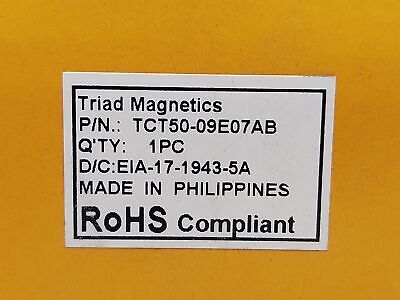 Triad Magnetics
P/N.: TCT50-09E07AB
Q'TY: 1PC
D/C:EIA-17-1943-5A
MADE IN PHILIPPINES
RoHS Compliant